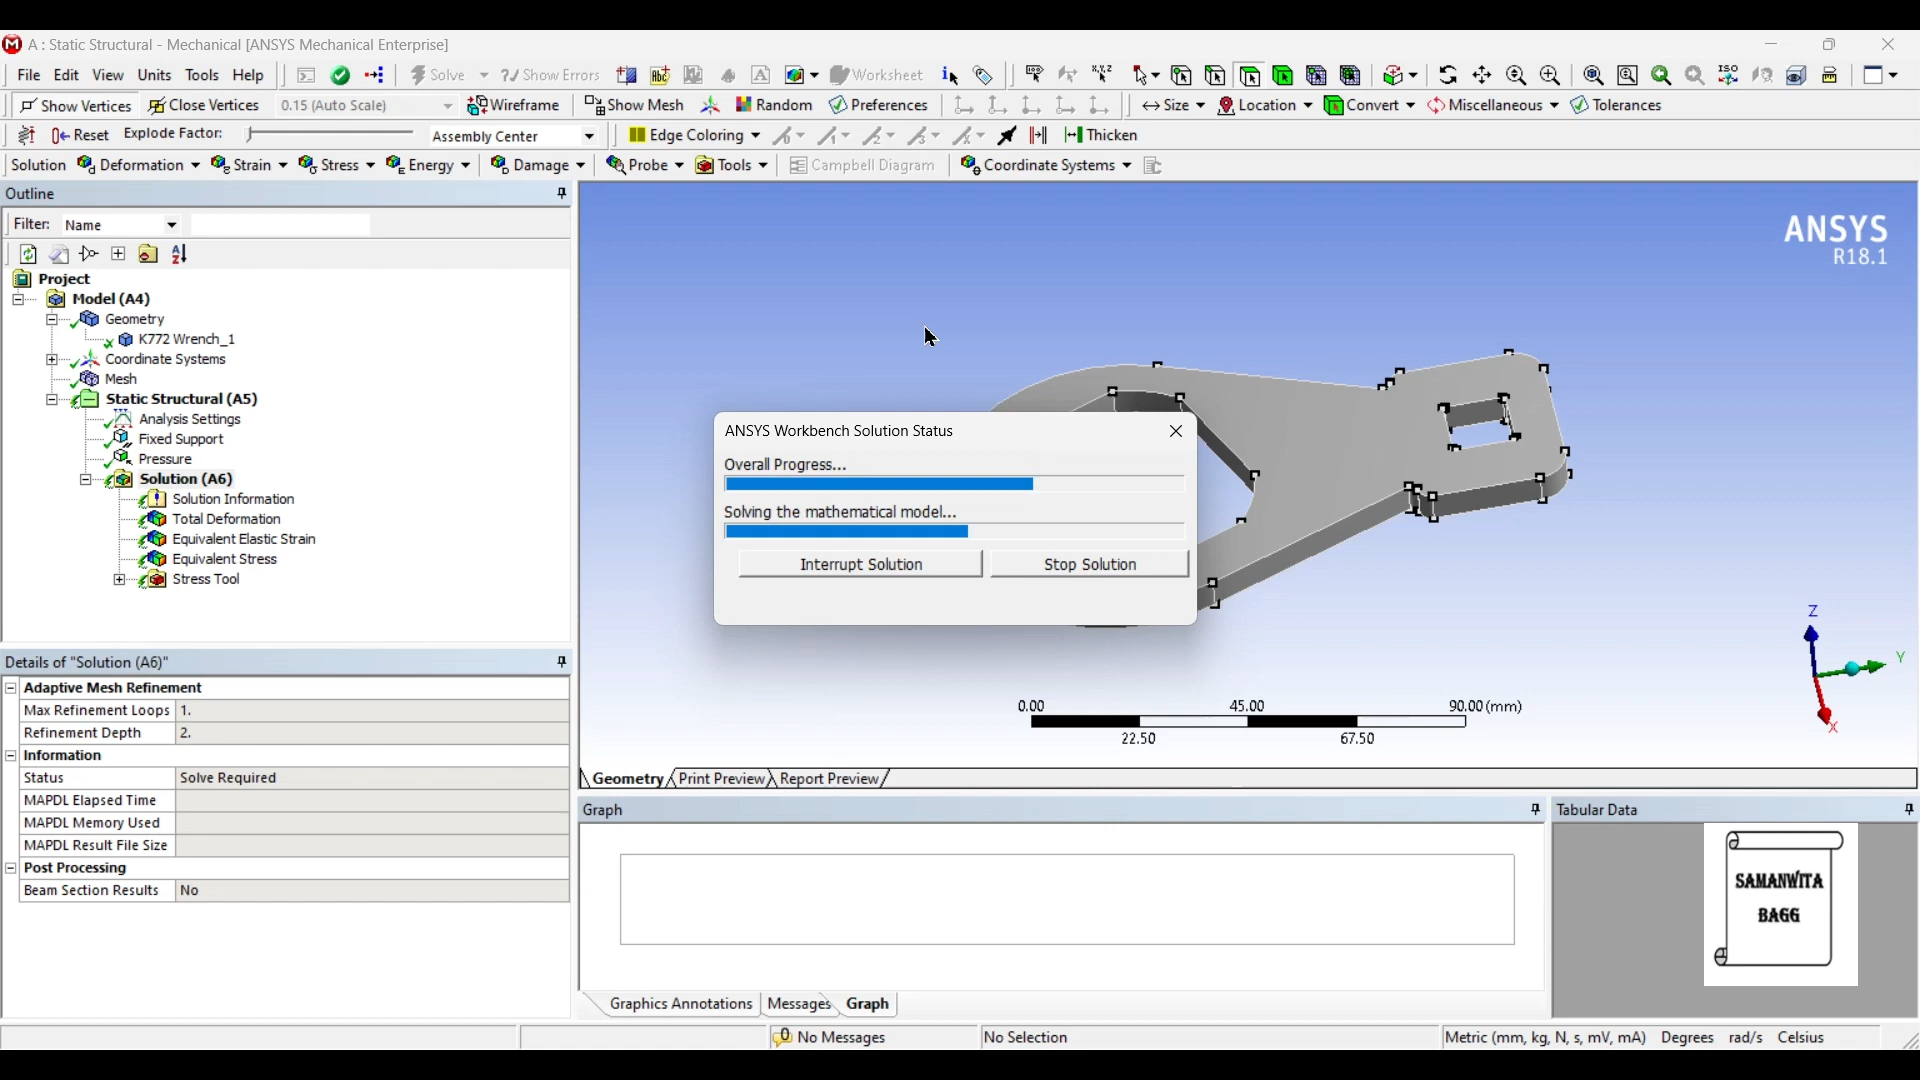 A : Static Structural - Mechanical [ANSYS Mechanical Enterprise]
File Edit View Units Tools Help Solve ?/ Show Errors Worksheet
Show Vertices Close Vertices 0.15 (Auto Scale) Wireframe Show Mesh Random Preferences Size Location Convert Miscellaneous Tolerances
Reset Explode Factor: Assembly Center Edge Coloring Thicken
Solution Deformation Strain Stress Energy Damage Probe Tools Campbell Diagram Coordinate Systems
Outline
Filter: Name
Project
Model (A4)
Geometry
K772 Wrench_1
Coordinate Systems
Mesh
Static Structural (A5)
Analysis Settings
Fixed Support
Pressure
Solution (A6)
Solution Information
Total Deformation
Equivalent Elastic Strain
Equivalent Stress
Stress Tool
Details of "Solution (A6)"
Adaptive Mesh Refinement
Max Refinement Loops 1.
Refinement Depth 2.
Information
Status Solve Required
MAPDL Elapsed Time
MAPDL Memory Used
MAPDL Result File Size
Post Processing
Beam Section Results No
ANSYS
R18.1
ANSYS Workbench Solution Status
Overall Progress...
Solving the mathematical model...
Interrupt Solution Stop Solution
Z
Y
X
0.00 45.00 90.00 (mm)
22.50 67.50
Geometry Print Preview Report Preview
Graph
Tabular Data
SAMANWITA
BAGG
Graphics Annotations Messages Graph
0 No Messages No Selection Metric (mm, kg, N, s, mV, mA) Degrees rad/s Celsius